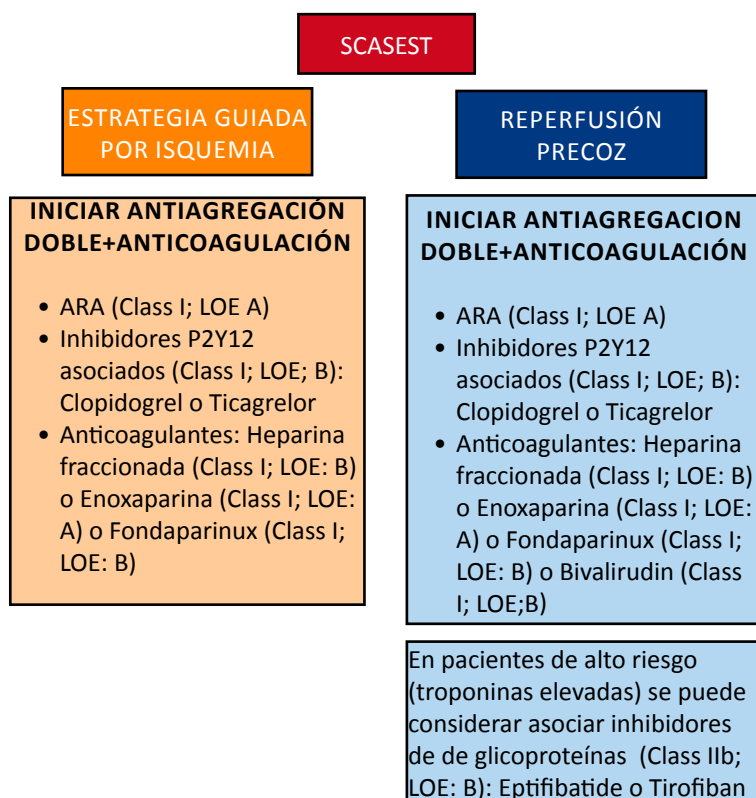 SCASEST
ESTRATEGIA GUIADA
POR ISQUEMIA
INICIAR ANTIAGREGACIÓN
DOBLE+ANTICOAGULACIÓN
• ARA (Class I; LOE A)
• Inhibidores P2Y12
asociados (Class I; LOE; B):
Clopidogrel o Ticagrelor
• Anticoagulantes: Heparina
fraccionada (Class I; LOE: B)
o Enoxaparina (Class I; LOE:
A) o Fondaparinux (Class I;
LOE: B)
REPERFUSIÓN
PRECOZ
INICIAR ANTIAGREGACION
DOBLE+ANTICOAGULACIÓN
• ARA (Class I; LOE A)
• Inhibidores P2Y12
asociados (Class I; LOE; B):
Clopidogrel o Ticagrelor
• Anticoagulantes: Heparina
fraccionada (Class I; LOE: B)
o Enoxaparina (Class I; LOE:
A) o Fondaparinux (Class I;
LOE: B) o Bivalirudin (Class
I; LOE;B)
En pacientes de alto riesgo
(troponinas elevadas) se puede
considerar asociar inhibidores
de de glicoproteínas (Class IIb;
LOE: B): Eptifibatide o Tirofiban